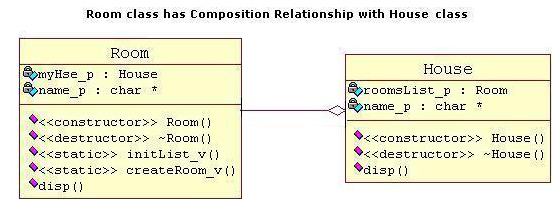 Room class has Composition Relationship with House class
Room
myHse_p : House
name_p : char *
<<constructor>> Room()
<<destructor>> ~Room()
<<static>> initList_v()
<<static>> createRoom_v()
disp()
House
roomsList_p : Room
name_p : char *
<<constructor>> House()
<<destructor>> ~House()
disp()